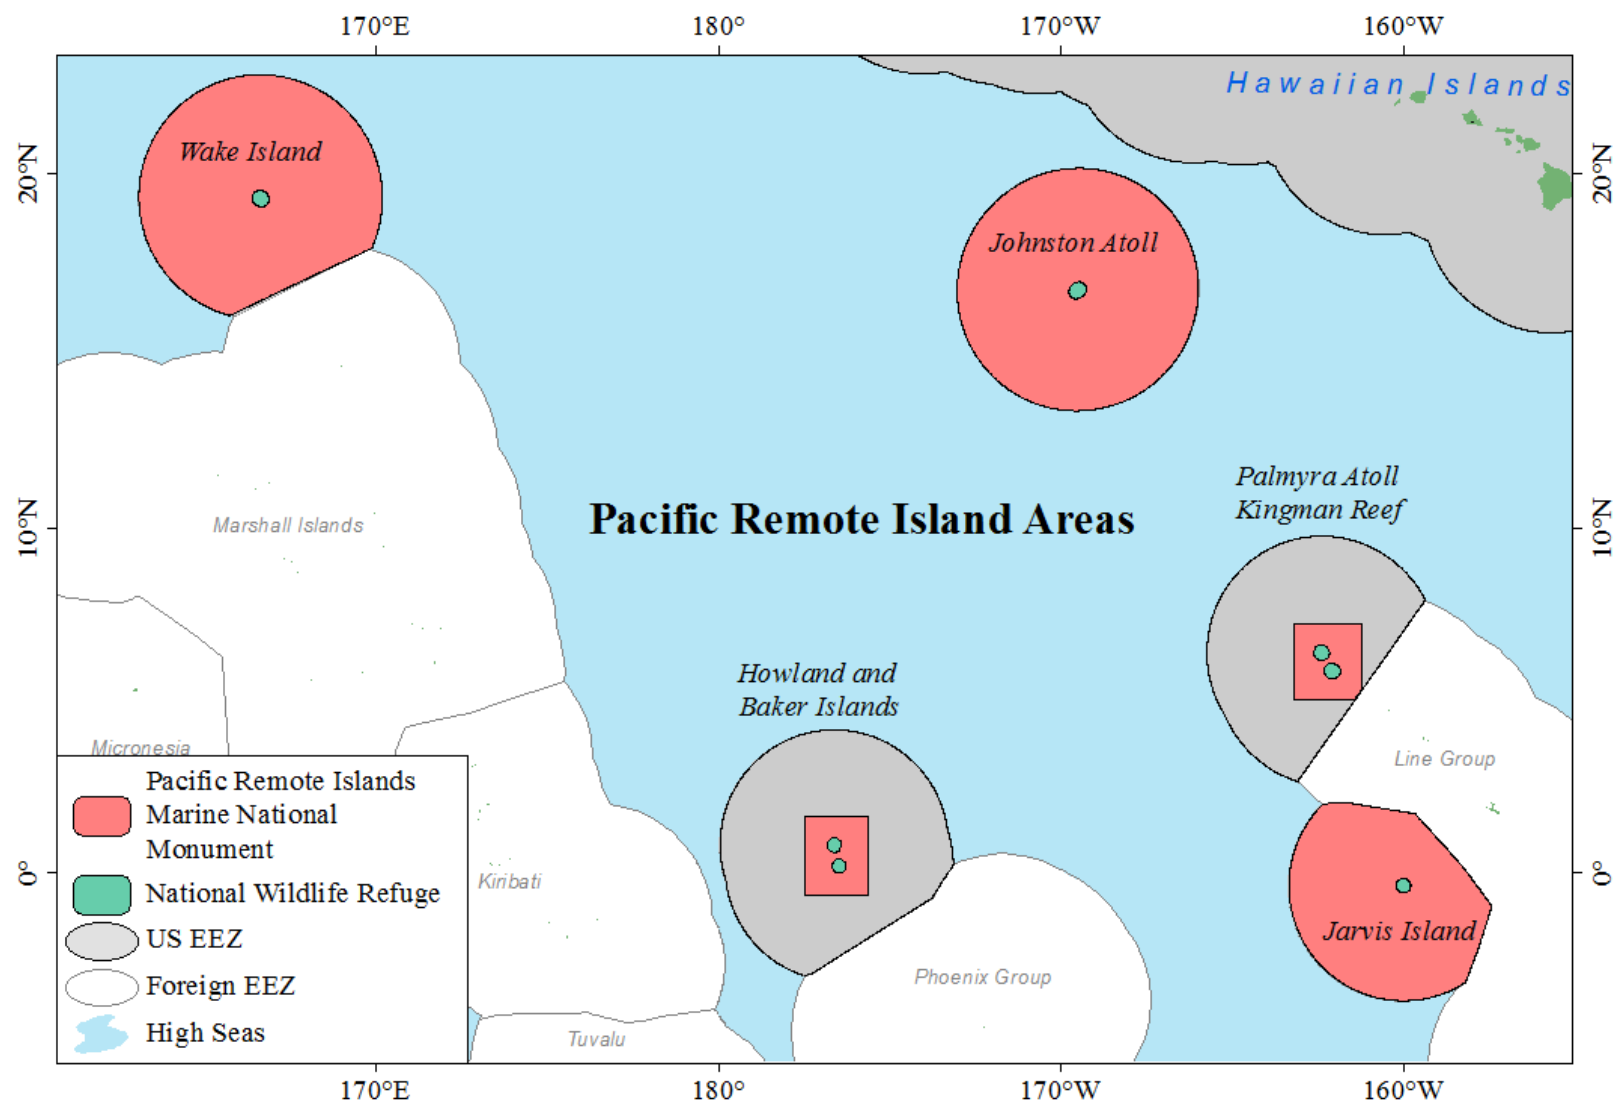 170°E
180°
170°W
160°W
Hawaiian Islands
Wake Island
20°N
20°N
Johnston Atoll
Palmyra Atoll
Kingman Reef
Pacific Remote Island Areas
Marshall Islands
10°N
10°N
Howland and
Baker Islands
Micronesia
Line Group
Pacific Remote Islands
Marine National
Monument
National Wildlife Refuge
US EEZ
Foreign EEZ
High Seas
Kiribati
0°
0°
Jarvis Island
Phoenix Group
Tuvalu
170°E
180°
170°W
160°W